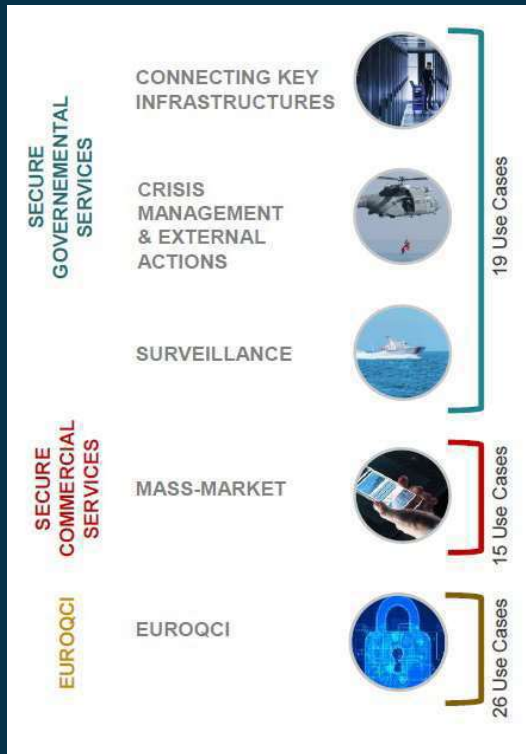 SECURE
GOVERNEMENTAL
SERVICES
CONNECTING KEY
INFRASTRUCTURES
CRISIS
MANAGEMENT
& EXTERNAL
ACTIONS
SURVEILLANCE
19 Use Cases
SECURE
COMMERCIAL
SERVICES
MASS-MARKET
15 Use Cases
EUROQCI
EUROQCI
26 Use Cases